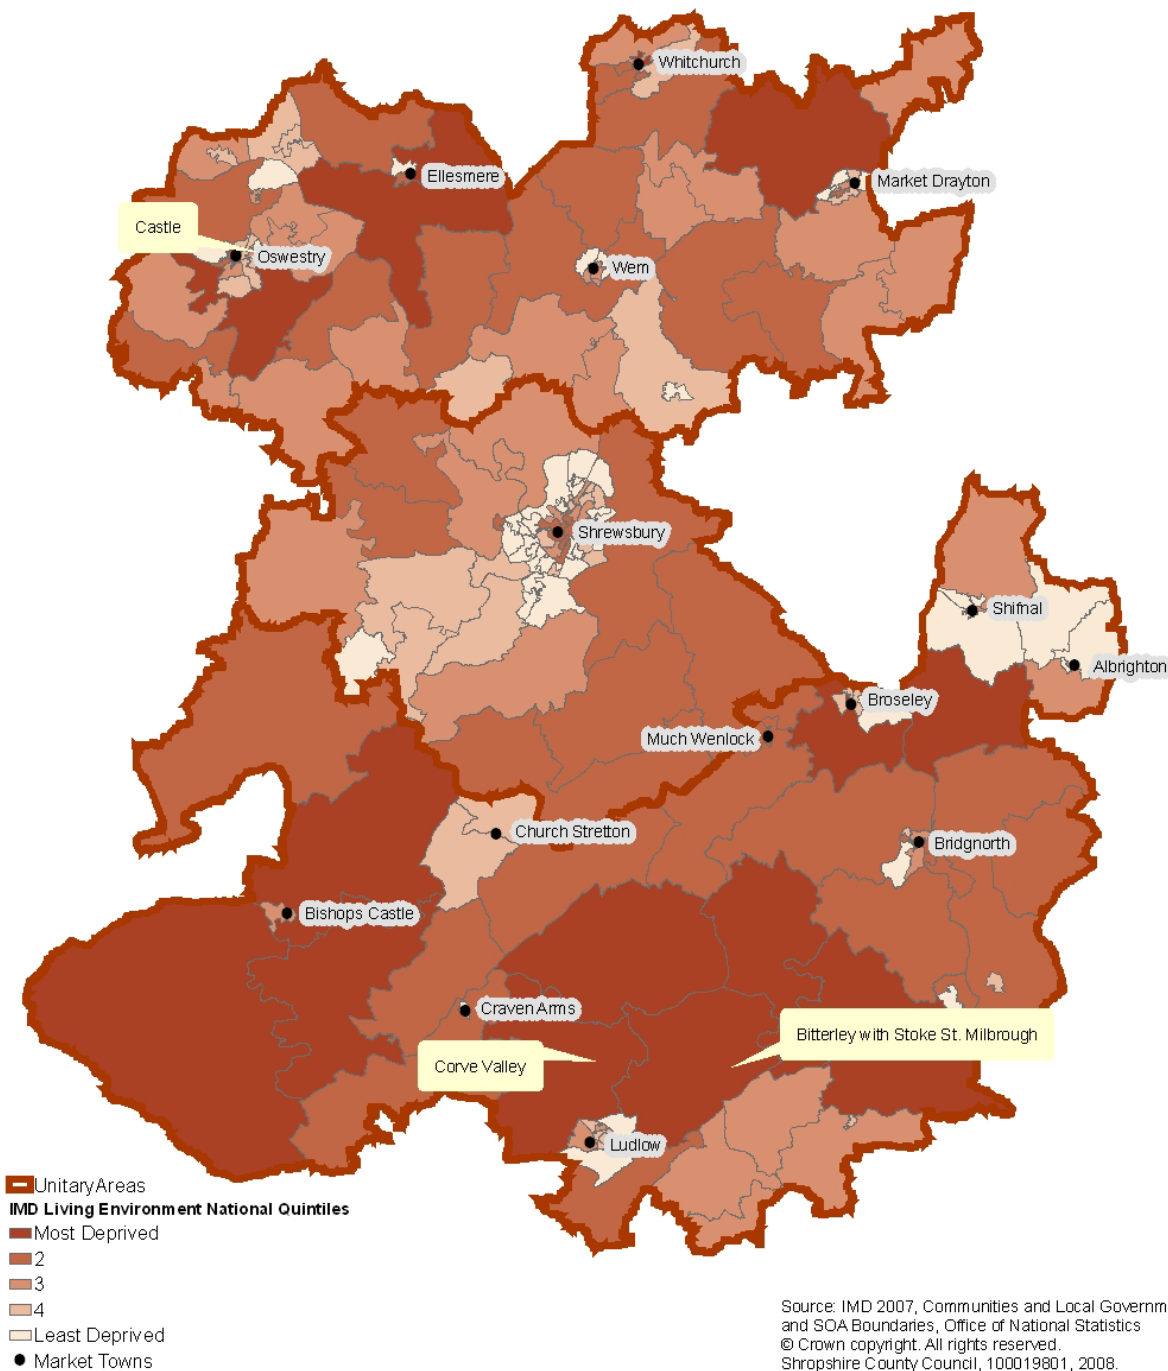 Whitchurch
Ellesmere
Market Drayton
Castle
Oswestry
Wem
Shrewsbury
Shifnal
Albrighton
Broseley
Much Wenlock
Church Stretton
Bridgnorth
Bishops Castle
Craven Arms
Bitterley with Stoke St. Milbrough
Corve Valley
Ludlow
Unitary Areas
IMD Living Environment National Quintiles
Most Deprived
2
3
4
Least Deprived
Market Towns
Source: IMD 2007, Communities and Local Governm
and SOA Boundaries, Office of National Statistics
© Crown copyright. All rights reserved.
Shropshire County Council, 100019801, 2008.